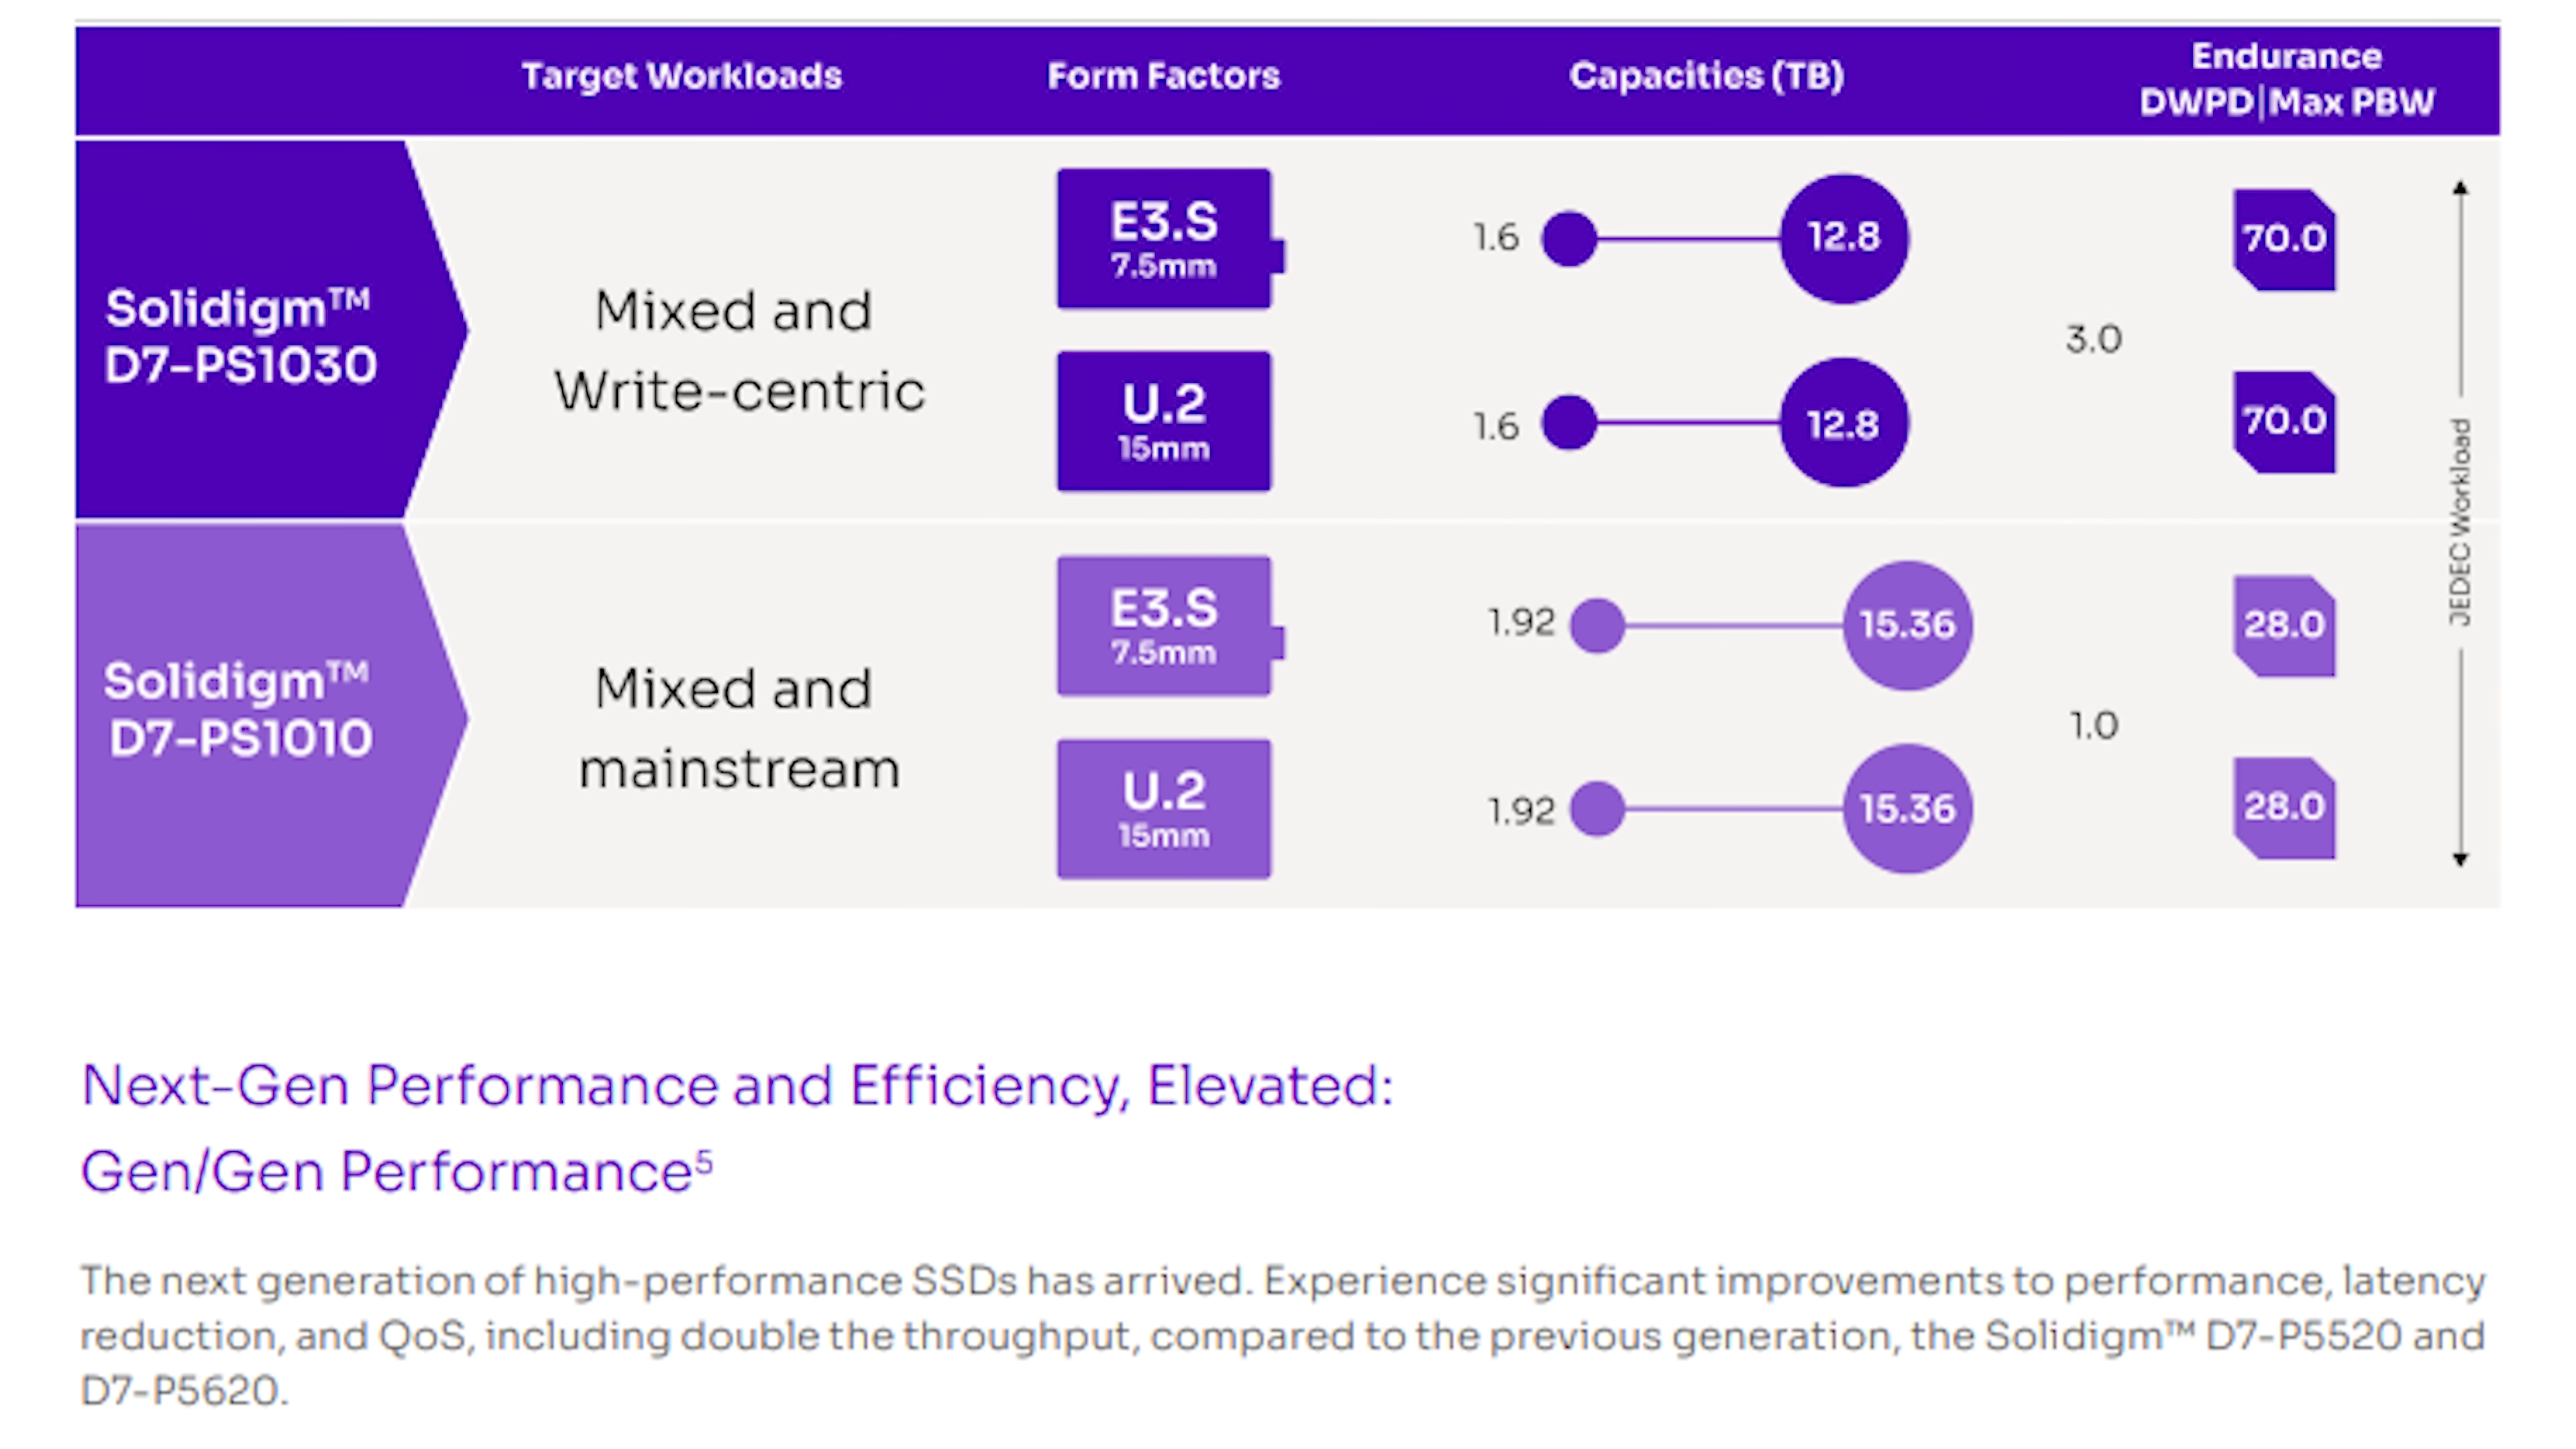 Target Workloads
Form Factors
Capacities (TB)
Endurance
DWPD|Max PBW
Solidigm™
D7-PS1030
Mixed and
Write-centric
E3.S
7.5mm
1.6
12.8
70.0
U.2
15mm
1.6
12.8
3.0
70.0
Solidigm™
D7-PS1010
Mixed and
mainstream
E3.S
7.5mm
1.92
15.36
28.0
U.2
15mm
1.92
15.36
1.0
28.0
JEDEC Workload
Next-Gen Performance and Efficiency, Elevated:
Gen/Gen Performance⁵
The next generation of high-performance SSDs has arrived. Experience significant improvements to performance, latency
reduction, and QoS, including double the throughput, compared to the previous generation, the Solidigm™ D7-P5520 and
D7-P5620.